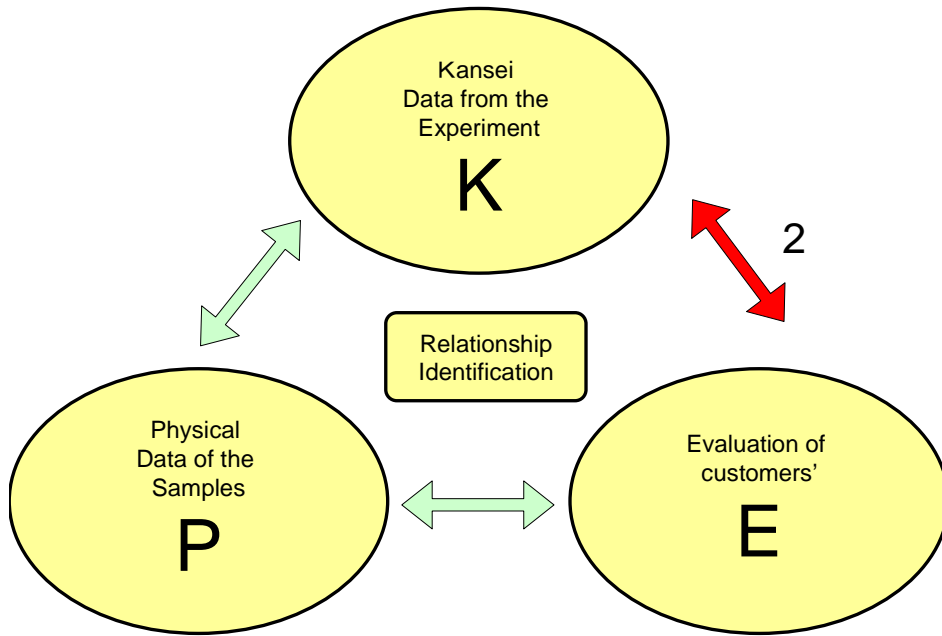 Kansei
Data from the
Experiment
K
2
Relationship
Identification
Physical
Data of the
Samples
P
Evaluation of
customers’
E